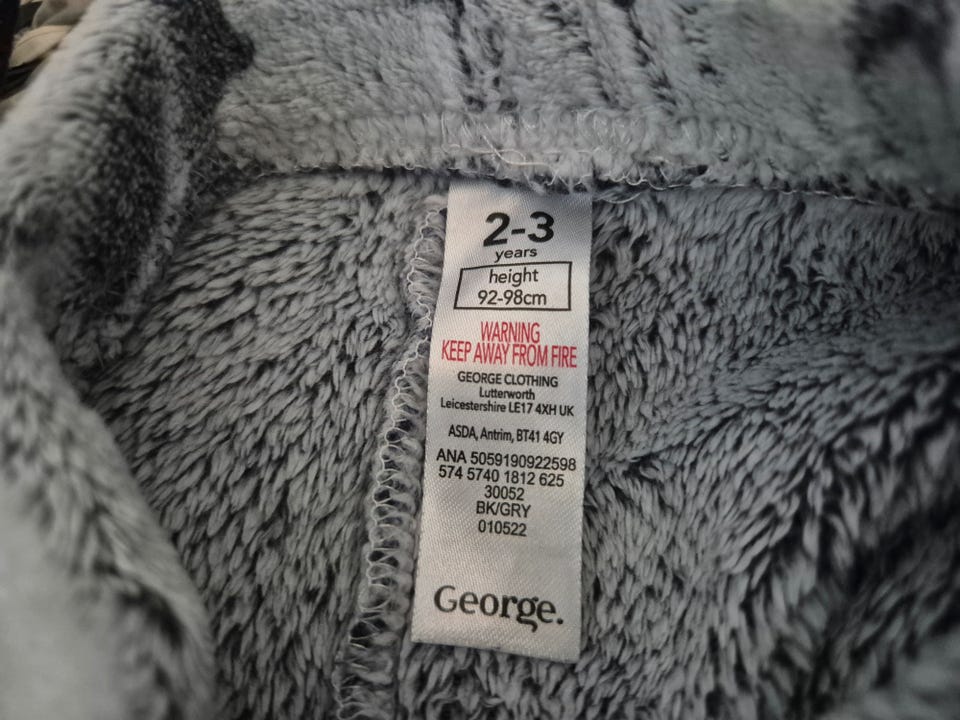 2-3
years
height
92-98cm
WARNING
KEEP AWAY FROM FIRE
GEORGE CLOTHING
Lutterworth
Leicestershire LE17 4XH UK
ASDA, Antrim, BT41 4GY
ANA 5059190922598
574 5740 1812 625
30052
BK/GRY
010522
George.